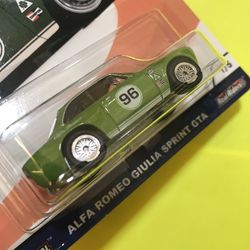 96
ALFA ROMEO GIULIA SPRINT GTA